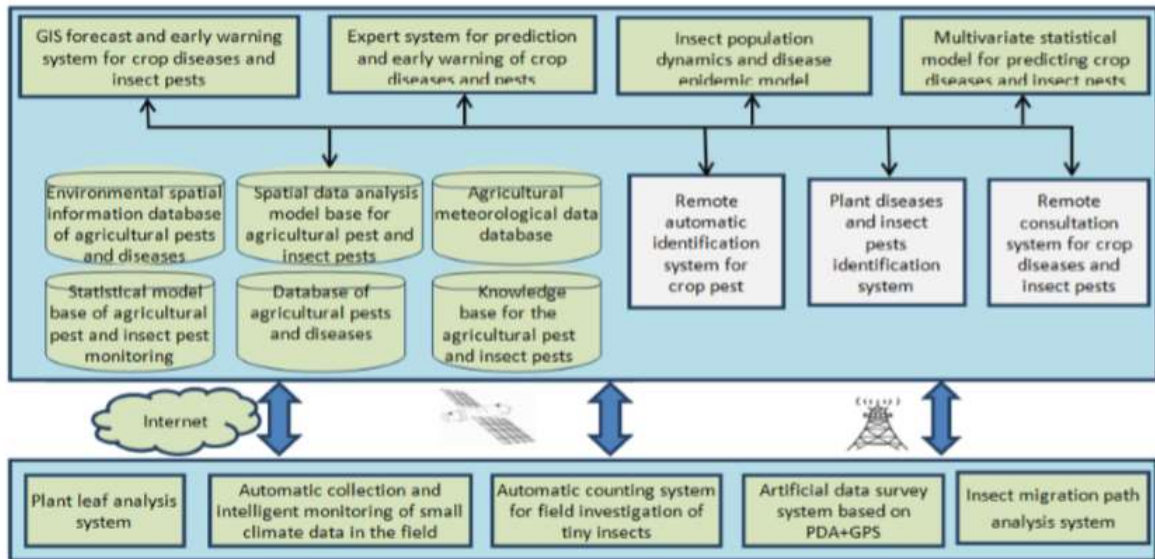 GIS forecast and early warning
system for crop diseases and
insect pests
Expert system for prediction
and early warning of crop
diseases and pests
Insect population
dynamics and disease
epidemic model
Multivariate statistical
model for predicting crop
diseases and insect pests
Environmental spatial
information database
of agricultural pests
and diseases
Spatial data analysis
model base for
agricultural pest and
insect pests
Agricultural
meteorological data
database
Remote
automatic
identification
system for
crop pest
Plant diseases
and insect
pests
identification
system
Remote
consultation
system for crop
diseases and
insect pests
Statistical model
base of agricultural
pest and insect pest
monitoring
Database of
agricultural pests
and diseases
Knowledge
base for the
agricultural pest
and insect pests
Internet
Plant leaf analysis
system
Automatic collection and
intelligent monitoring of small
climate data in the field
Automatic counting system
for field investigation of
tiny insects
Artificial data survey
system based on
PDA+GPS
Insect migration path
analysis system